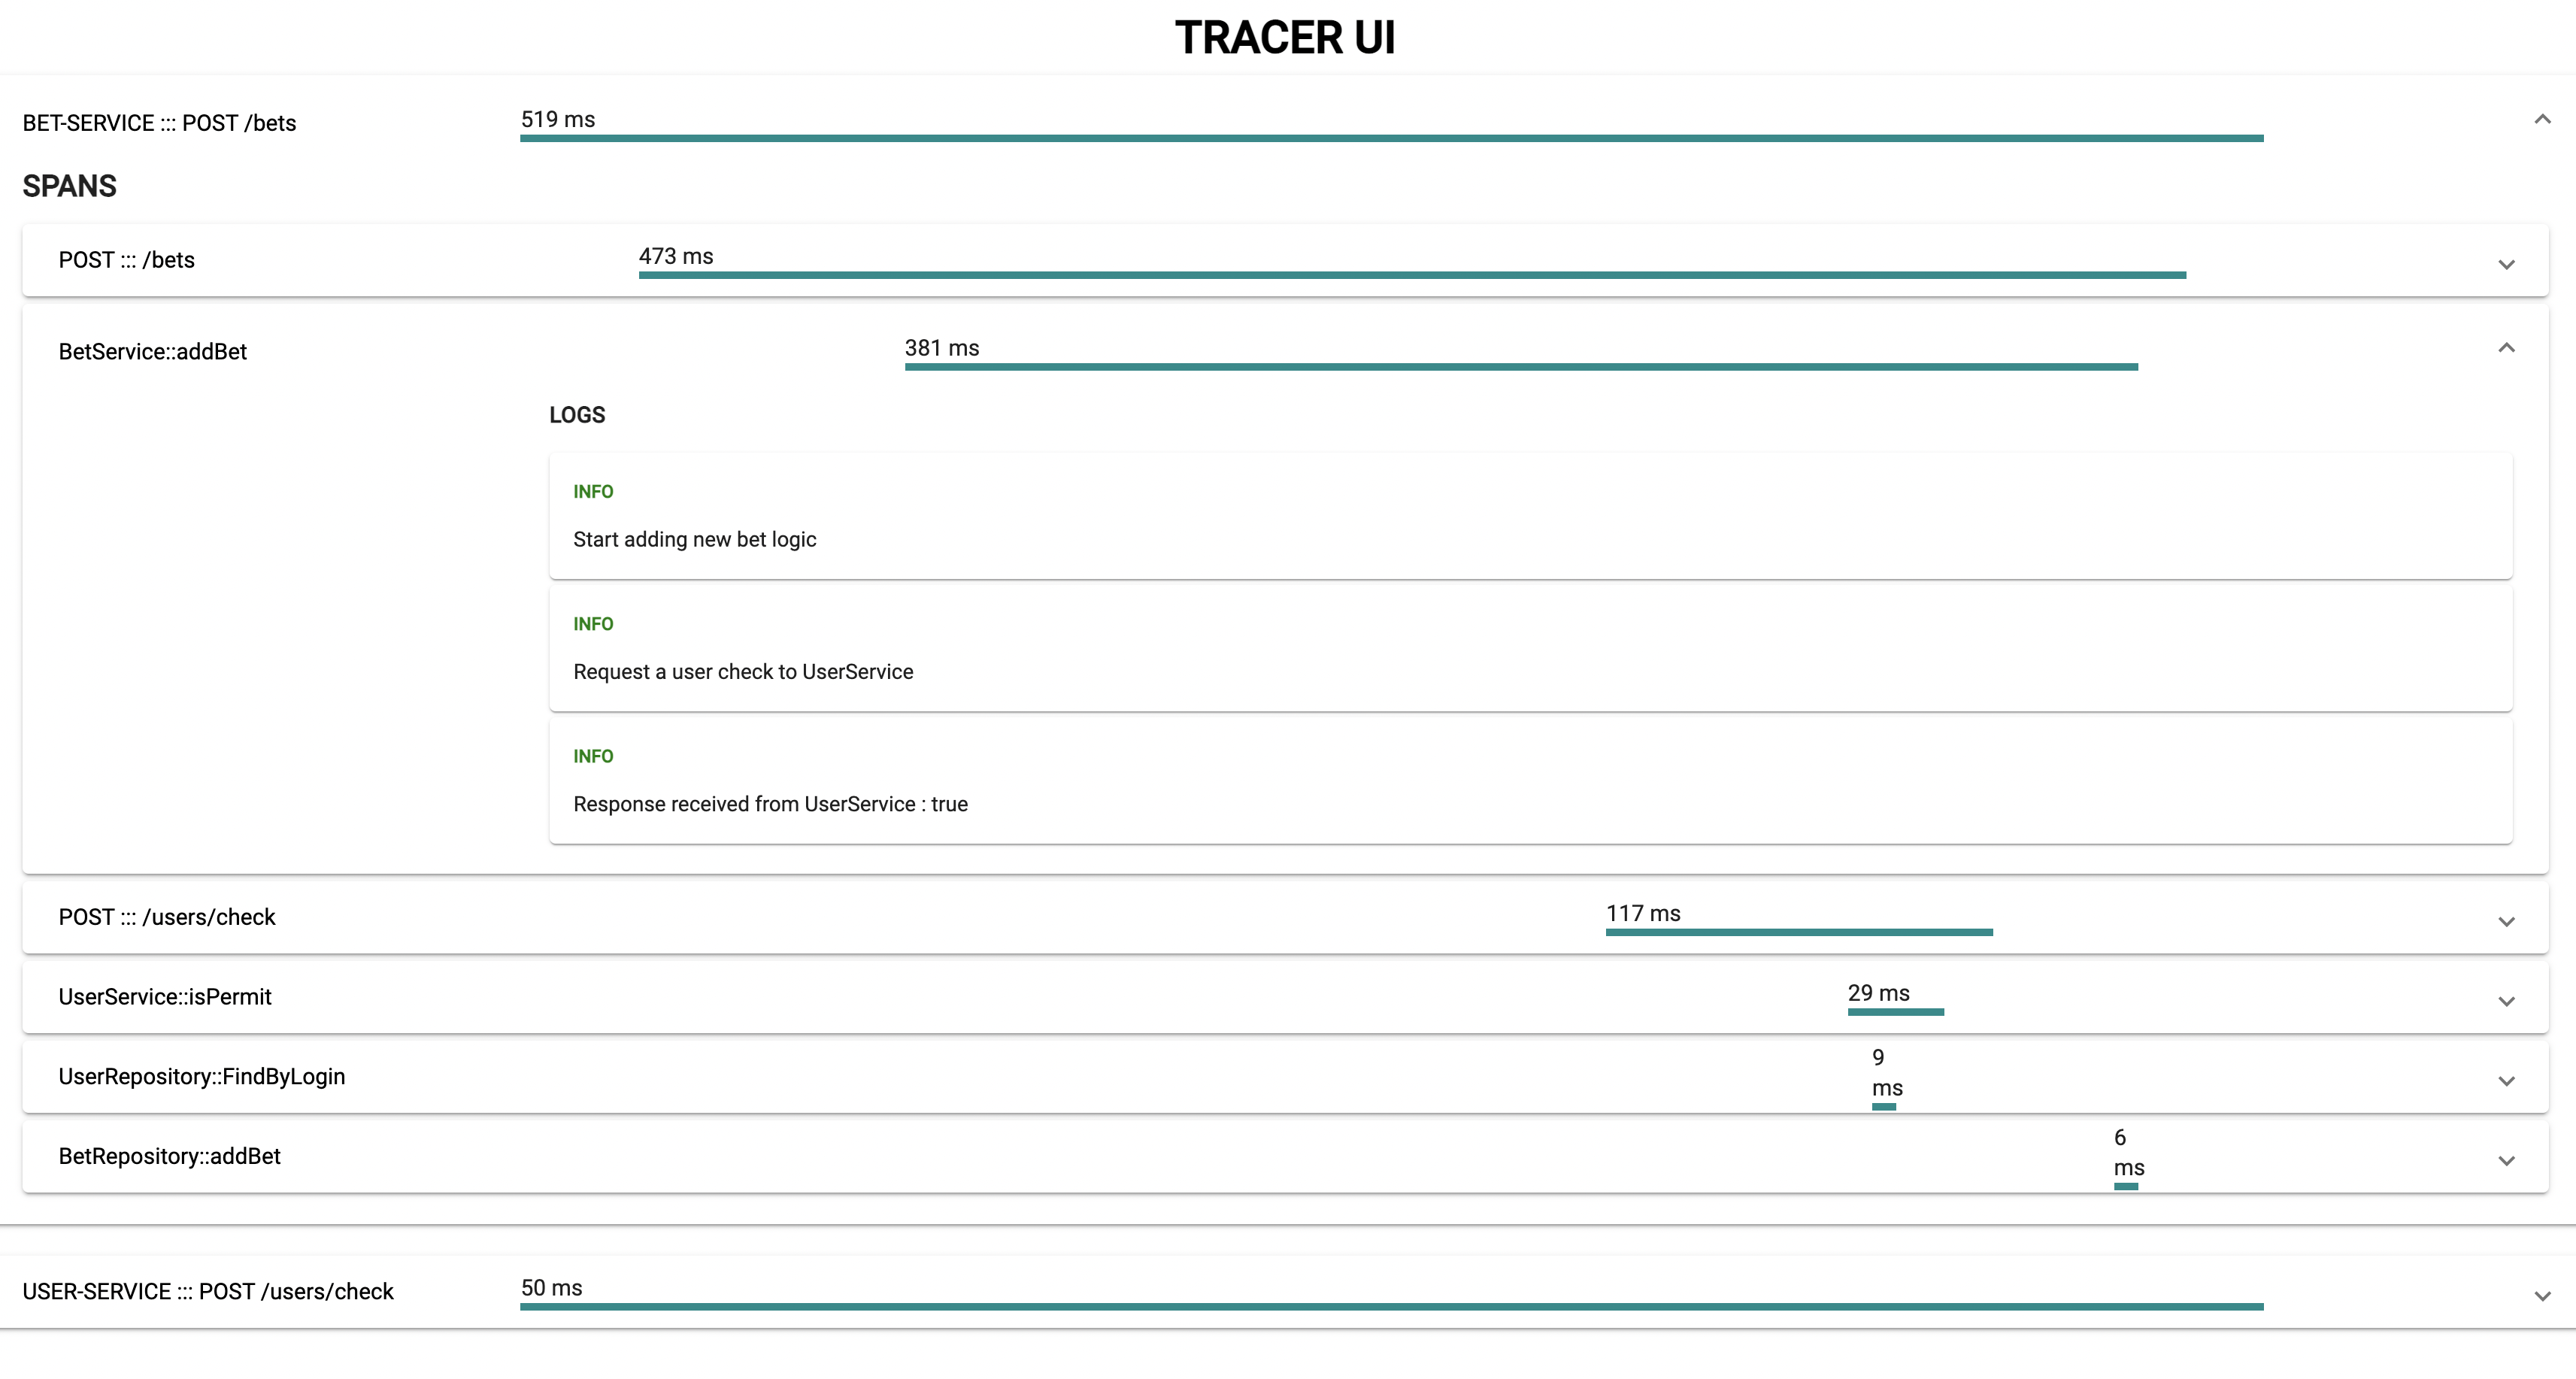 TRACER UI
BET-SERVICE ::: POST /bets
519 ms
SPANS
POST ::: /bets
473 ms
BetService::addBet
381 ms
LOGS
INFO
Start adding new bet logic
INFO
Request a user check to UserService
INFO
Response received from UserService : true
POST ::: /users/check
117 ms
UserService::isPermit
29 ms
UserRepository::FindByLogin
9
ms
BetRepository::addBet
6
ms
USER-SERVICE ::: POST /users/check
50 ms